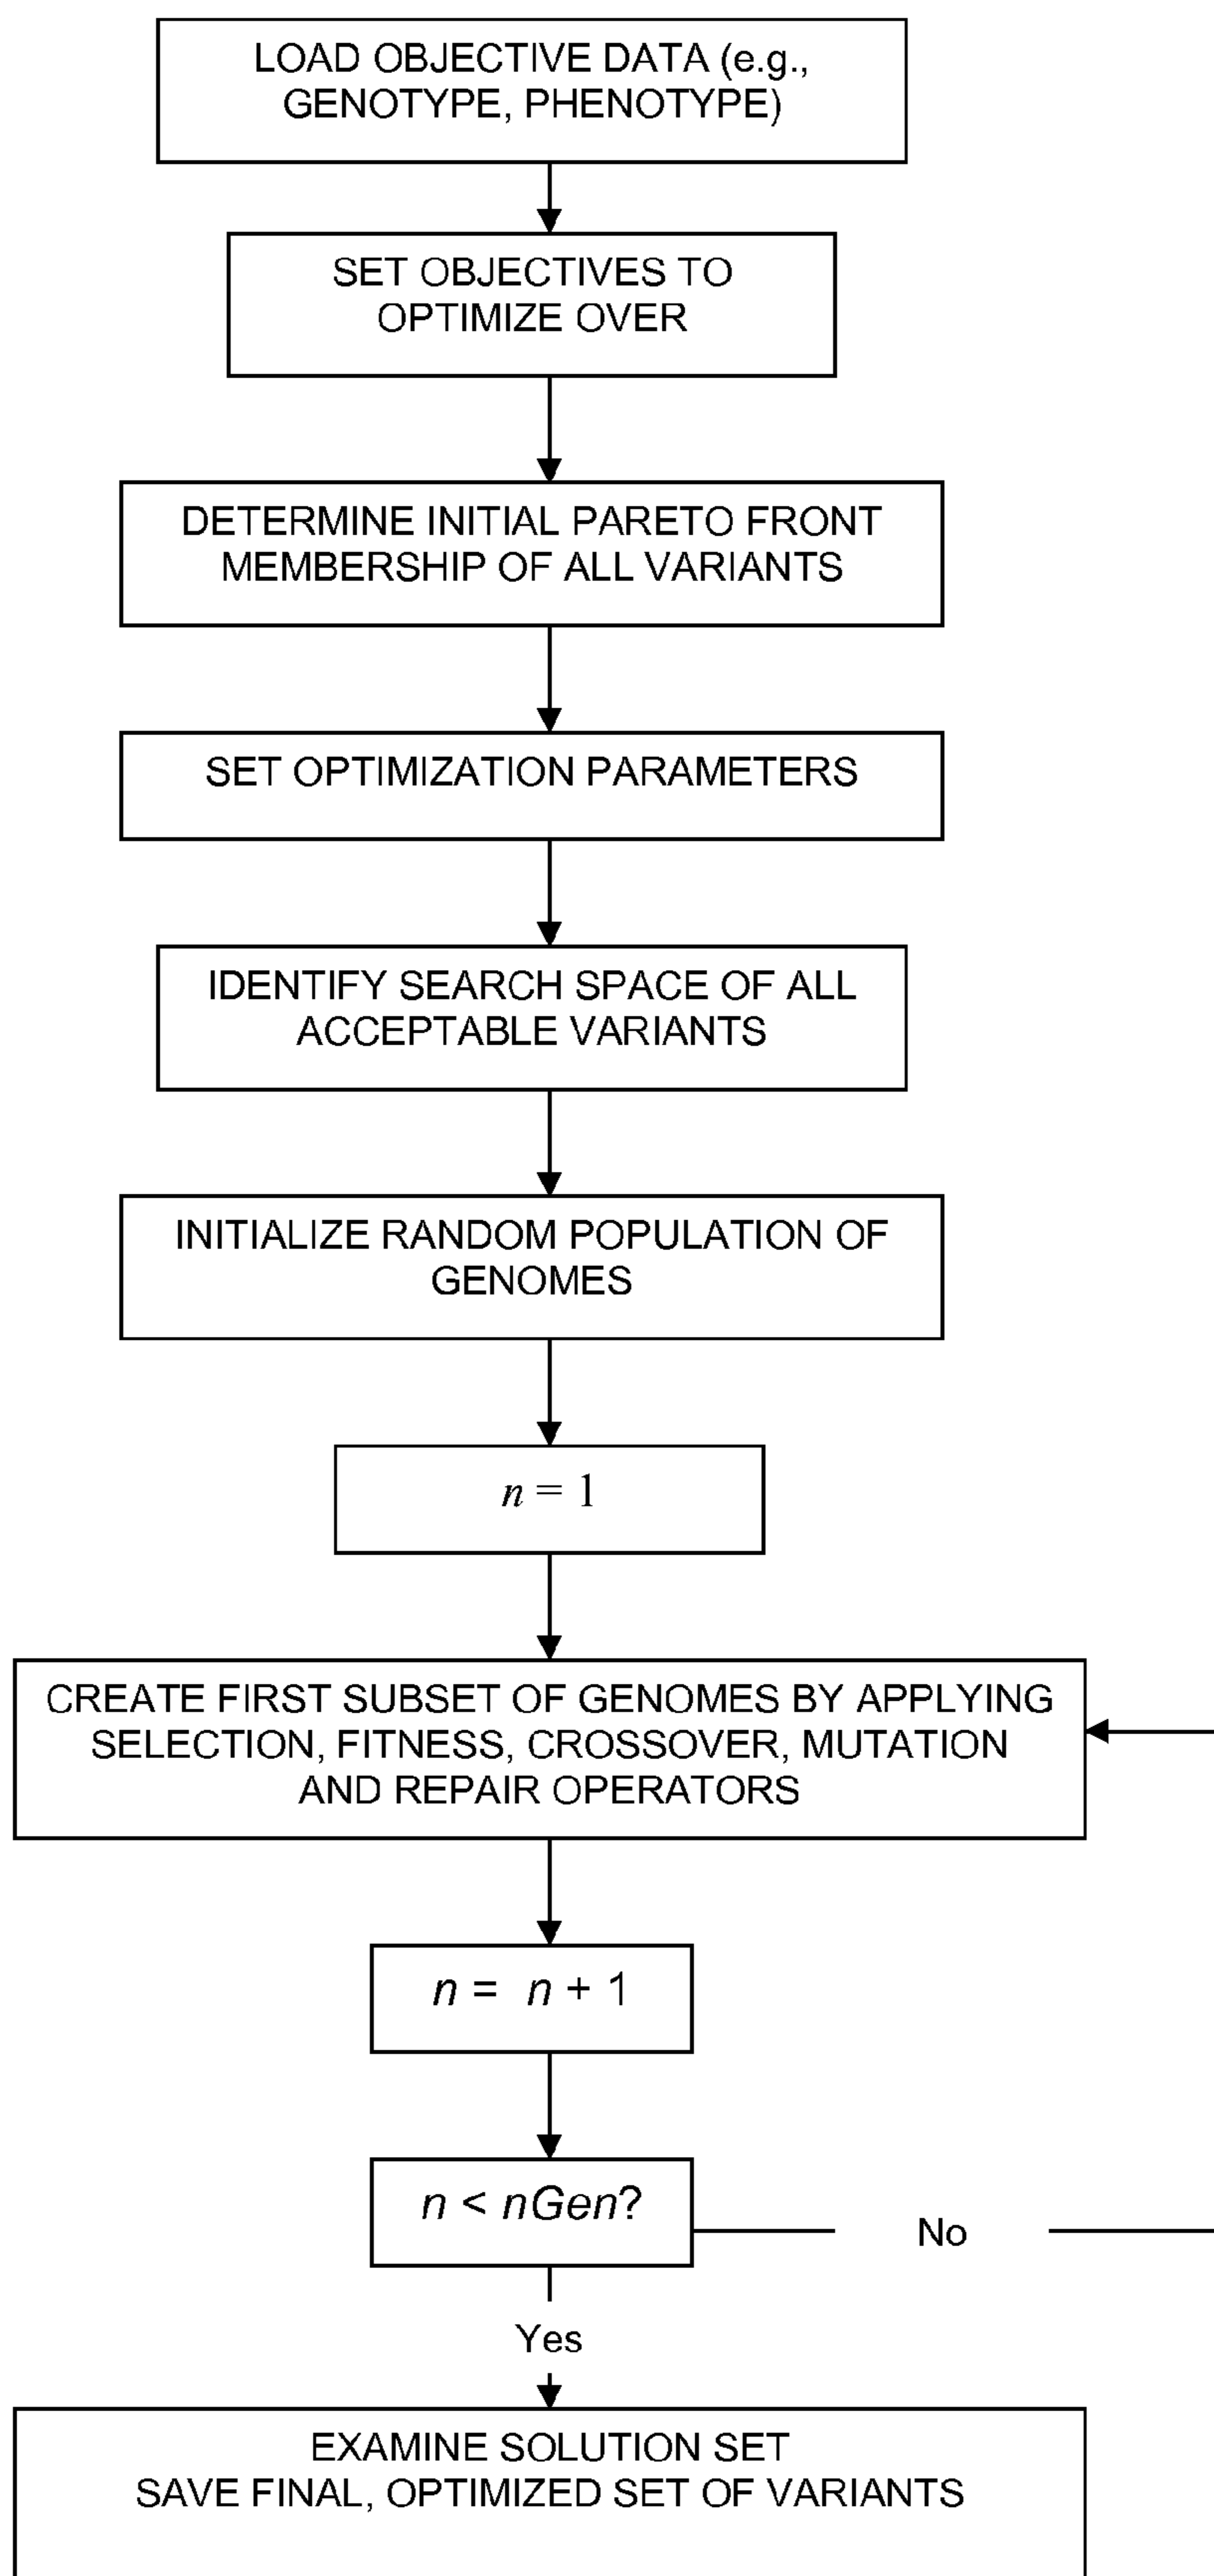 LOAD OBJECTIVE DATA (e.g.,
GENOTYPE, PHENOTYPE)
SET OBJECTIVES TO
OPTIMIZE OVER
DETERMINE INITIAL PARETO FRONT
MEMBERSHIP OF ALL VARIANTS
SET OPTIMIZATION PARAMETERS
IDENTIFY SEARCH SPACE OF ALL
ACCEPTABLE VARIANTS
INITIALIZE RANDOM POPULATION OF
GENOMES
n = 1
CREATE FIRST SUBSET OF GENOMES BY APPLYING
SELECTION, FITNESS, CROSSOVER, MUTATION
AND REPAIR OPERATORS
n = n + 1
n < nGen?
No
Yes
EXAMINE SOLUTION SET
SAVE FINAL, OPTIMIZED SET OF VARIANTS